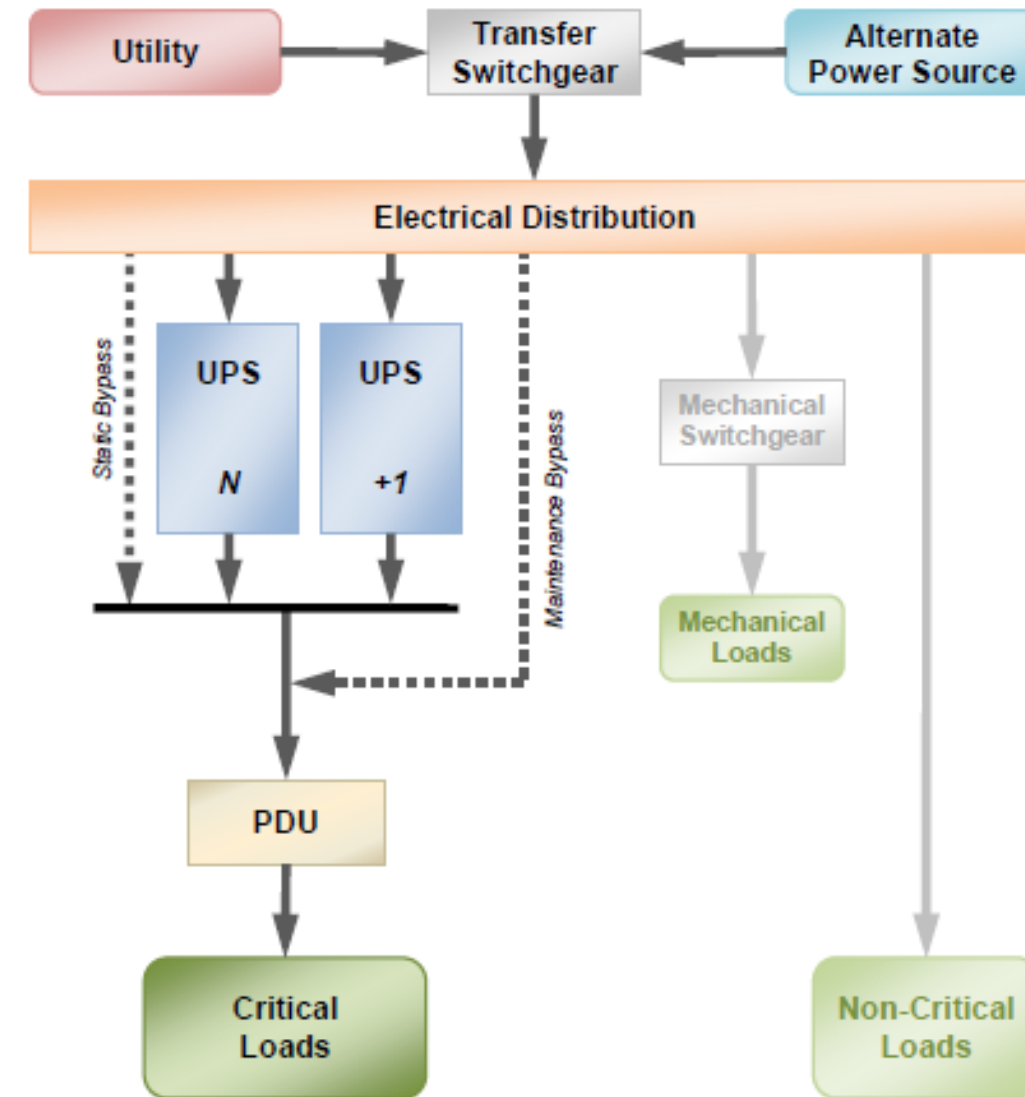 Utility
Transfer
Switchgear
Alternate
Power Source
Electrical Distribution
Static Bypass
UPS
N
UPS
+1
Maintenance Bypass
Mechanical
Switchgear
Mechanical
Loads
PDU
Critical
Loads
Non-Critical
Loads